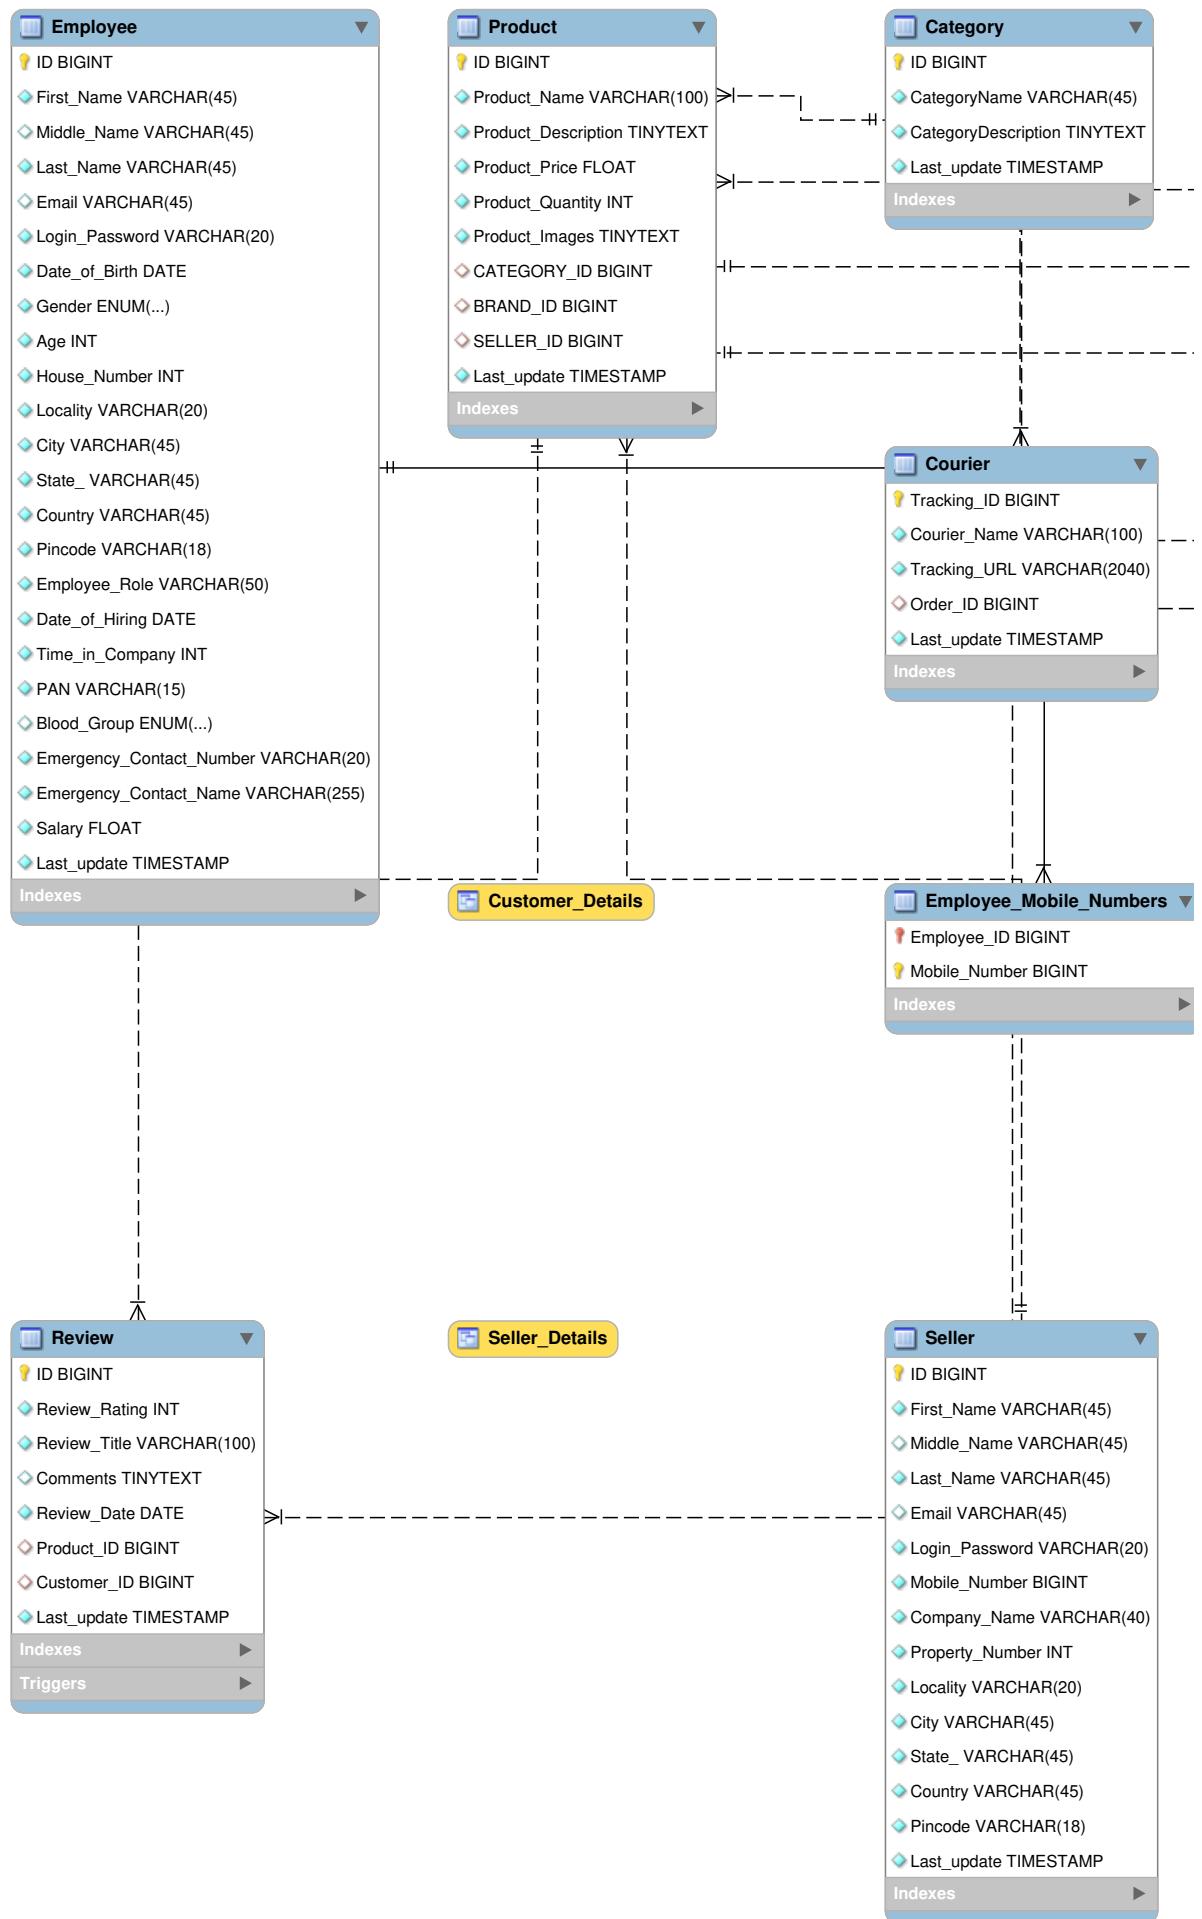 Employee
ID BIGINT
First_Name VARCHAR(45)
Middle_Name VARCHAR(45)
Last_Name VARCHAR(45)
Email VARCHAR(45)
Login_Password VARCHAR(20)
Date_of_Birth DATE
Gender ENUM(...)
Age INT
House_Number INT
Locality VARCHAR(20)
City VARCHAR(45)
State_ VARCHAR(45)
Country VARCHAR(45)
Pincode VARCHAR(18)
Employee_Role VARCHAR(50)
Date_of_Hiring DATE
Time_in_Company INT
PAN VARCHAR(15)
Blood_Group ENUM(...)
Emergency_Contact_Number VARCHAR(20)
Emergency_Contact_Name VARCHAR(255)
Salary FLOAT
Last_update TIMESTAMP
Indexes
Product
ID BIGINT
Product_Name VARCHAR(100)
Product_Description TINYTEXT
Product_Price FLOAT
Product_Quantity INT
Product_Images TINYTEXT
CATEGORY_ID BIGINT
BRAND_ID BIGINT
SELLER_ID BIGINT
Last_update TIMESTAMP
Indexes
Category
ID BIGINT
CategoryName VARCHAR(45)
CategoryDescription TINYTEXT
Last_update TIMESTAMP
Indexes
Courier
Tracking_ID BIGINT
Courier_Name VARCHAR(100)
Tracking_URL VARCHAR(2040)
Order_ID BIGINT
Last_update TIMESTAMP
Indexes
Customer_Details
Employee_Mobile_Numbers
Employee_ID BIGINT
Mobile_Number BIGINT
Indexes
Review
ID BIGINT
Review_Rating INT
Review_Title VARCHAR(100)
Comments TINYTEXT
Review_Date DATE
Product_ID BIGINT
Customer_ID BIGINT
Last_update TIMESTAMP
Indexes
Triggers
Seller_Details
Seller
ID BIGINT
First_Name VARCHAR(45)
Middle_Name VARCHAR(45)
Last_Name VARCHAR(45)
Email VARCHAR(45)
Login_Password VARCHAR(20)
Mobile_Number BIGINT
Company_Name VARCHAR(40)
Property_Number INT
Locality VARCHAR(20)
City VARCHAR(45)
State_ VARCHAR(45)
Country VARCHAR(45)
Pincode VARCHAR(18)
Last_update TIMESTAMP
Indexes